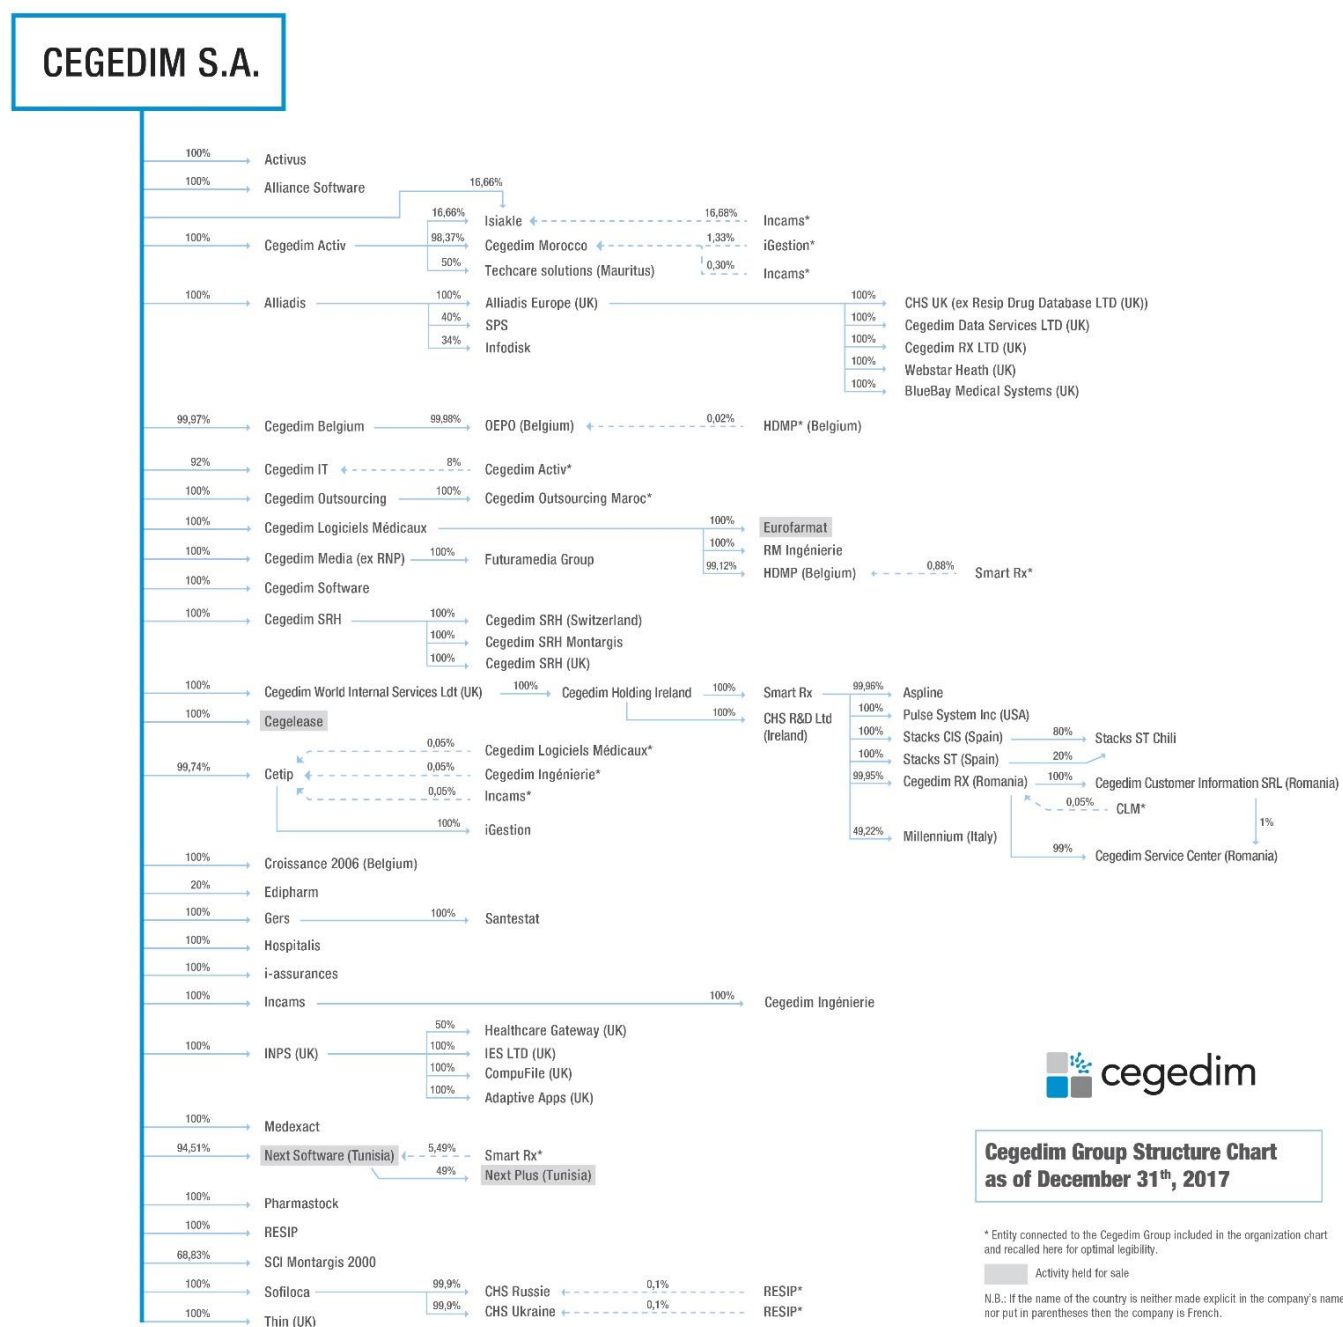 CEGEDIM S.A.
100% Activus
100% Alliance Software
16,66%
16,66% Isiakle 16,68% Incams*
100% Cegedim Activ 98,37% Cegedim Morocco 1,33% iGestion*
50% Techcare solutions (Mauritus) 0,30% Incams*
100% Alliadis 100% Alliadis Europe (UK) 100% CHS UK (ex Resip Drug Database LTD (UK))
40% SPS 100% Cegedim Data Services LTD (UK)
34% Infodisk 100% Cegedim RX LTD (UK)
100% Webstar Heath (UK)
100% BlueBay Medical Systems (UK)
99,97% Cegedim Belgium 99,98% OEPO (Belgium) 0,02% HDMP* (Belgium)
92% Cegedim IT 8% Cegedim Activ*
100% Cegedim Outsourcing 100% Cegedim Outsourcing Maroc*
100% Cegedim Logiciels Médicaux 100% Eurofarmat
100% RM Ingénierie
100% Cegedim Media (ex RNP) 100% Futuramedia Group
99,12% HDMP (Belgium) 0,88% Smart Rx*
100% Cegedim Software
100% Cegedim SRH 100% Cegedim SRH (Switzerland)
100% Cegedim SRH Montargis
100% Cegedim SRH (UK)
100% Cegedim World Internal Services Ldt (UK) 100% Cegedim Holding Ireland 100% Smart Rx 99,96% Aspline
100% Cegelease 100% CHS R&D Ltd 100% Pulse System Inc (USA)
(Ireland) 100% Stacks CIS (Spain) 80% Stacks ST Chili
0,05% Cegedim Logiciels Médicaux* 100% Stacks ST (Spain) 20%
99,74% Cetip 0,05% Cegedim Ingénierie* 99,95% Cegedim RX (Romania) 100% Cegedim Customer Information SRL (Romania)
0,05% Incams* 0,05% CLM*
1%
100% iGestion 49,22% Millennium (Italy)
99% Cegedim Service Center (Romania)
100% Croissance 2006 (Belgium)
20% Edipharm
100% Gers 100% Santestat
100% Hospitalis
100% i-assurances
100% Incams 100% Cegedim Ingénierie
50% Healthcare Gateway (UK)
100% INPS (UK) 100% IES LTD (UK)
100% CompuFile (UK)
100% Adaptive Apps (UK)
100% Medexact
94,51% Next Software (Tunisia) 5,49% Smart Rx*
49% Next Plus (Tunisia)
100% Pharmastock
100% RESIP
68,83% SCI Montargis 2000
100% Sofiloca 99,9% CHS Russie 0,1% RESIP*
99,9% CHS Ukraine 0,1% RESIP*
100% Thin (UK)
cegedim
Cegedim Group Structure Chart
as of December 31th, 2017
* Entity connected to the Cegedim Group included in the organization chart
and recalled here for optimal legibility.
Activity held for sale
N.B.: If the name of the country is neither made explicit in the company's name
nor put in parentheses then the company is French.